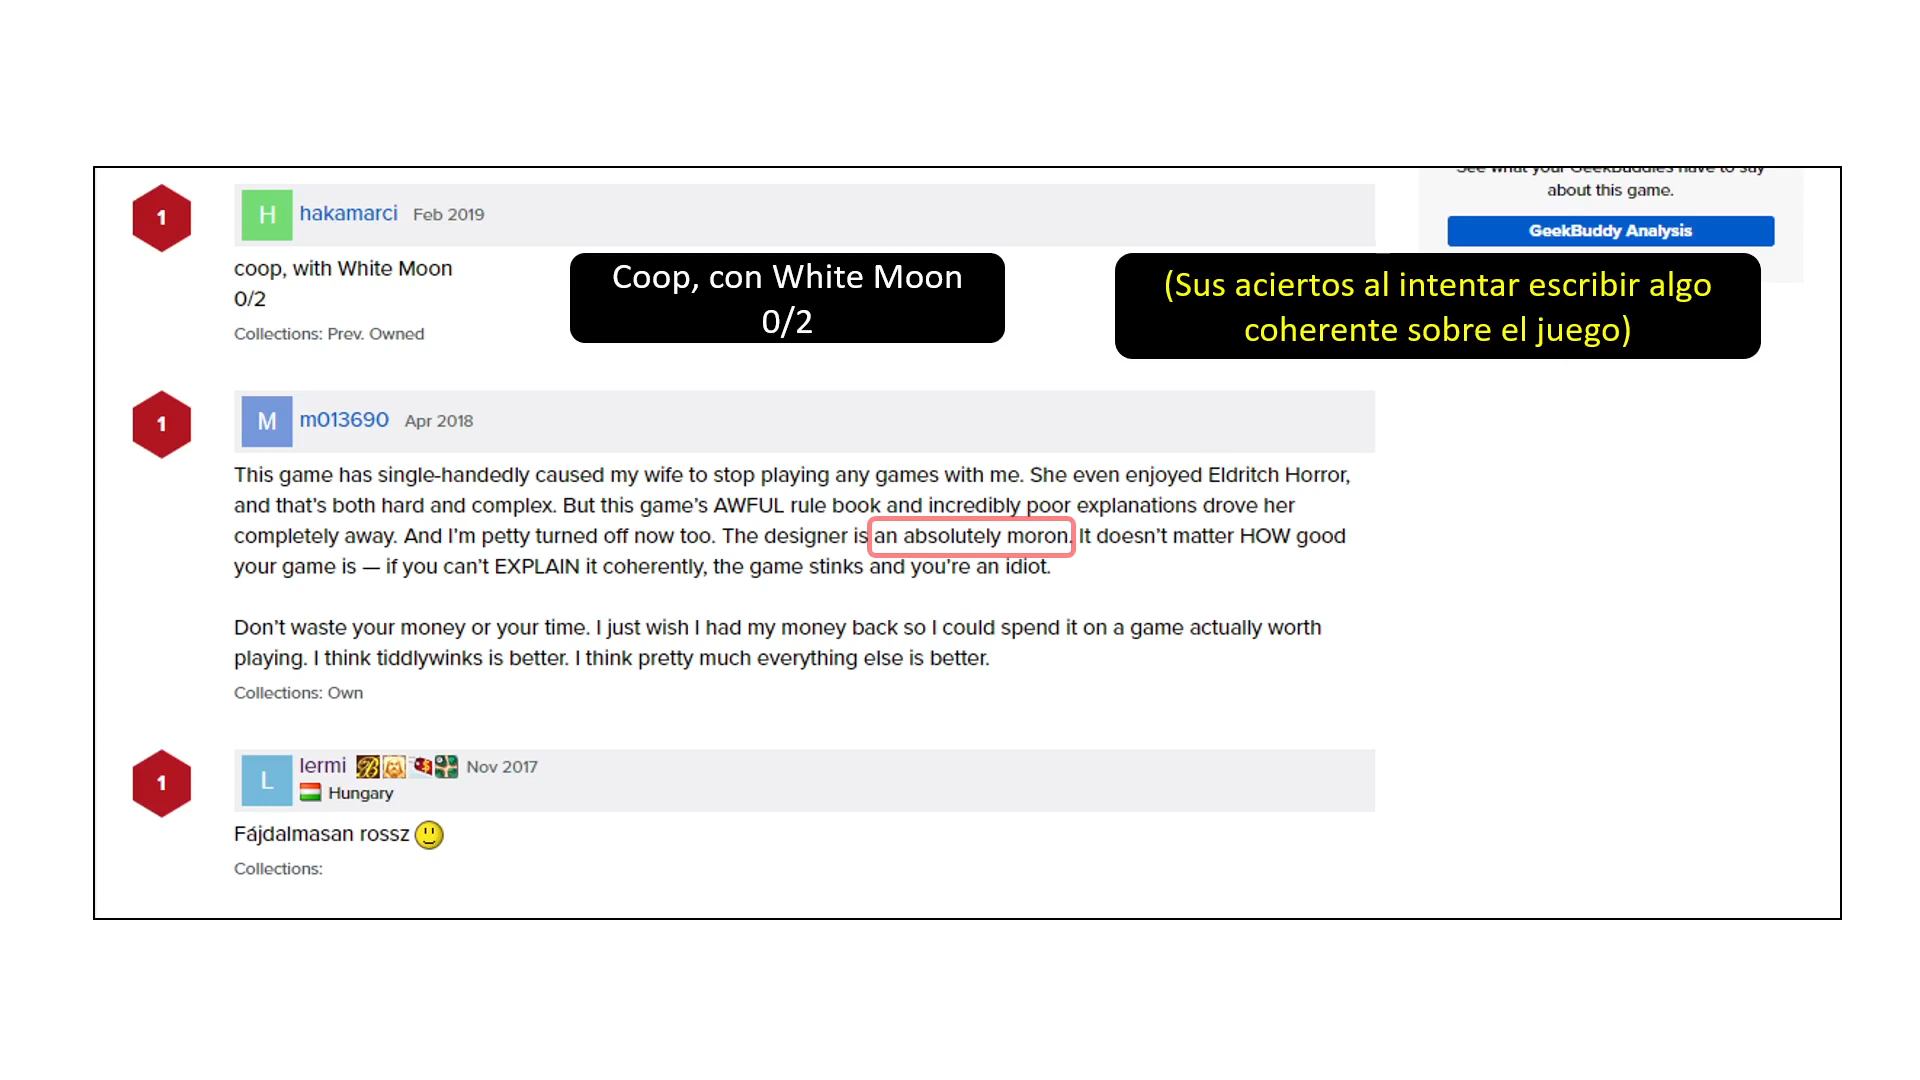 See what your GeekBuddies have to say
about this game.
GeekBuddy Analysis
1
H
hakamarci Feb 2019
coop, with White Moon
0/2
Collections: Prev. Owned
Coop, con White Moon
0/2
(Sus aciertos al intentar escribir algo
coherente sobre el juego)
1
M
m013690 Apr 2018
This game has single-handedly caused my wife to stop playing any games with me. She even enjoyed Eldritch Horror,
and that's both hard and complex. But this game's AWFUL rule book and incredibly poor explanations drove her
completely away. And I'm petty turned off now too. The designer is an absolutely moron. It doesn't matter HOW good
your game is — if you can't EXPLAIN it coherently, the game stinks and you're an idiot.
Don't waste your money or your time. I just wish I had my money back so I could spend it on a game actually worth
playing. I think tiddlywinks is better. I think pretty much everything else is better.
Collections: Own
1
L
lermi B Nov 2017
Hungary
Fájdalmasan rossz
Collections: